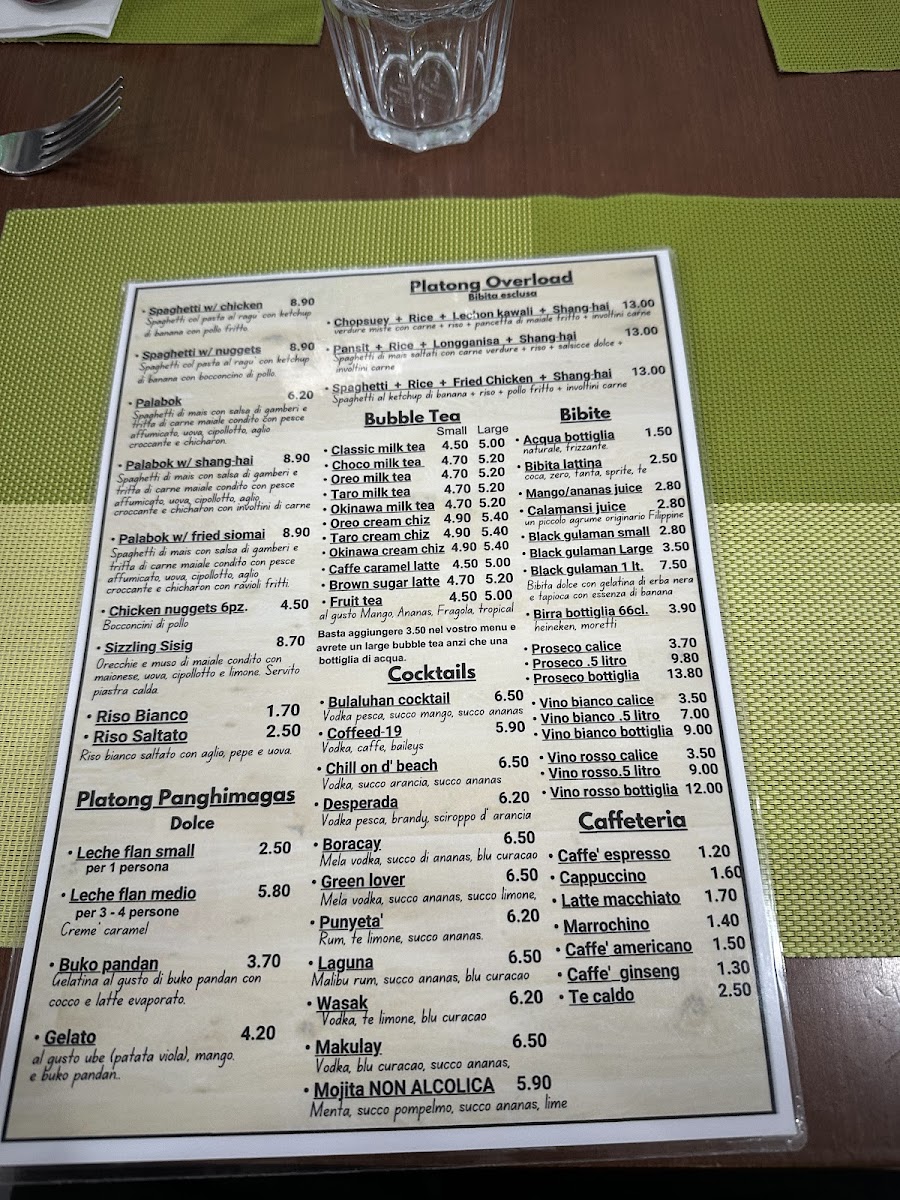 • Spaghetti w/ chicken 8.90
Spaghetti col pasta al ragu' con ketchup
di banana con pollo fritto.
• Spaghetti w/ nuggets 8.90
Spaghetti col pasta al ragu' con ketchup
di banana con bocconcino di pollo.
• Palabok 6.20
Spaghetti di mais con salsa di gamberi e
tritta di carne maiale condito con pesce
affumicato, uova, cipollotto, aglio
croccante e chicharon.
• Palabok w/ shang-hai 8.90
Spaghetti di mais con salsa di gamberi e
tritta di carne maiale condito con pesce
affumicato, uova, cipollotto, aglio
croccante e chicharon con involtini di carne
• Palabok w/ fried siomai 8.90
Spaghetti di mais con salsa di gamberi e
tritta di carne maiale condito con pesce
affumicato, uova, cipollotto, aglio
croccante e chicharon con ravioli fritti.
• Chicken nuggets 6pz. 4.50
Bocconcini di pollo
• Sizzling Sisig 8.70
Orecchie e muso di maiale condito con
maionese, uova, cipollotto e limone. Servito
piastra calda.
• Riso Bianco 1.70
• Riso Saltato 2.50
Riso bianco saltato con aglio, pepe e uova.
Platong Panghimagas
Dolce
• Leche flan small 2.50
per 1 persona
• Leche flan medio 5.80
per 3 - 4 persone
Creme' caramel
• Buko pandan 3.70
Gelatina al gusto di buko pandan con
cocco e latte evaporato.
• Gelato 4.20
al gusto ube (patata viola), mango.
e buko pandan..
Platong Overload
Bibita esclusa
• Chopsuey + Rice + Lechon kawali + Shang-hai 13.00
verdure miste con carne + riso + pancetta di maiale fritto + involtini carne
• Pansit + Rice + Longganisa + Shang-hai 13.00
Spaghetti di mais saltati con carne verdure + riso + salsicce dolce +
involtini carne
• Spaghetti + Rice + Fried Chicken + Shang-hai 13.00
Spaghetti al ketchup di banana + riso + pollo fritto + involtini carne
Bubble Tea
Small Large
• Classic milk tea 4.50 5.00
• Choco milk tea 4.70 5.20
• Oreo milk tea 4.70 5.20
• Taro milk tea 4.70 5.20
• Okinawa milk tea 4.70 5.20
• Oreo cream chiz 4.90 5.40
• Taro cream chiz 4.90 5.40
• Okinawa cream chiz 4.90 5.40
• Caffe caramel latte 4.50 5.00
• Brown sugar latte 4.70 5.20
• Fruit tea 4.50 5.00
al gusto Mango, Ananas, Fragola, tropical
Basta aggiungere 3.50 nel vostro menu e
avrete un large bubble tea anzi che una
bottiglia di acqua.
Cocktails
• Bulaluhan cocktail 6.50
Vodka pesca, succo mango, succo ananas
• Coffeed-19 5.90
Vodka, caffe, baileys
• Chill on d' beach 6.50
Vodka, succo arancia, succo ananas
• Desperada 6.20
Vodka pesca, brandy, sciroppo d' arancia
• Boracay 6.50
Mela vodka, succo di ananas, blu curacao
• Green lover 6.50
Mela vodka, succo ananas, succo limone,
• Punyeta' 6.20
Rum, te limone, succo ananas.
• Laguna 6.50
Malibu rum, succo ananas, blu curacao
• Wasak 6.20
Vodka, te limone, blu curacao
• Makulay 6.50
Vodka, blu curacao, succo ananas,
• Mojita NON ALCOLICA 5.90
Menta, succo pompelmo, succo ananas, lime
Bibite
• Acqua bottiglia 1.50
naturale, frizzante.
• Bibita lattina 2.50
coca, zero, fanta, sprite, te
• Mango/ananas juice 2.80
• Calamansi juice 2.80
un piccolo agrume originario Filippine
• Black gulaman small 2.80
• Black gulaman Large 3.50
• Black gulaman 1 lt. 7.50
Bibita dolce con gelatina di erba nera
e tapioca con essenza di banana
• Birra bottiglia 66cl. 3.90
heineken, moretti
• Proseco calice 3.70
• Proseco .5 litro 9.80
• Proseco bottiglia 13.80
• Vino bianco calice 3.50
• Vino bianco .5 litro 7.00
• Vino bianco bottiglia 9.00
• Vino rosso calice 3.50
• Vino rosso.5 litro 9.00
• Vino rosso bottiglia 12.00
Caffeteria
• Caffe' espresso 1.20
• Cappuccino 1.60
• Latte macchiato 1.70
• Marrochino 1.40
• Caffe' americano 1.50
• Caffe' ginseng 1.30
• Te caldo 2.50